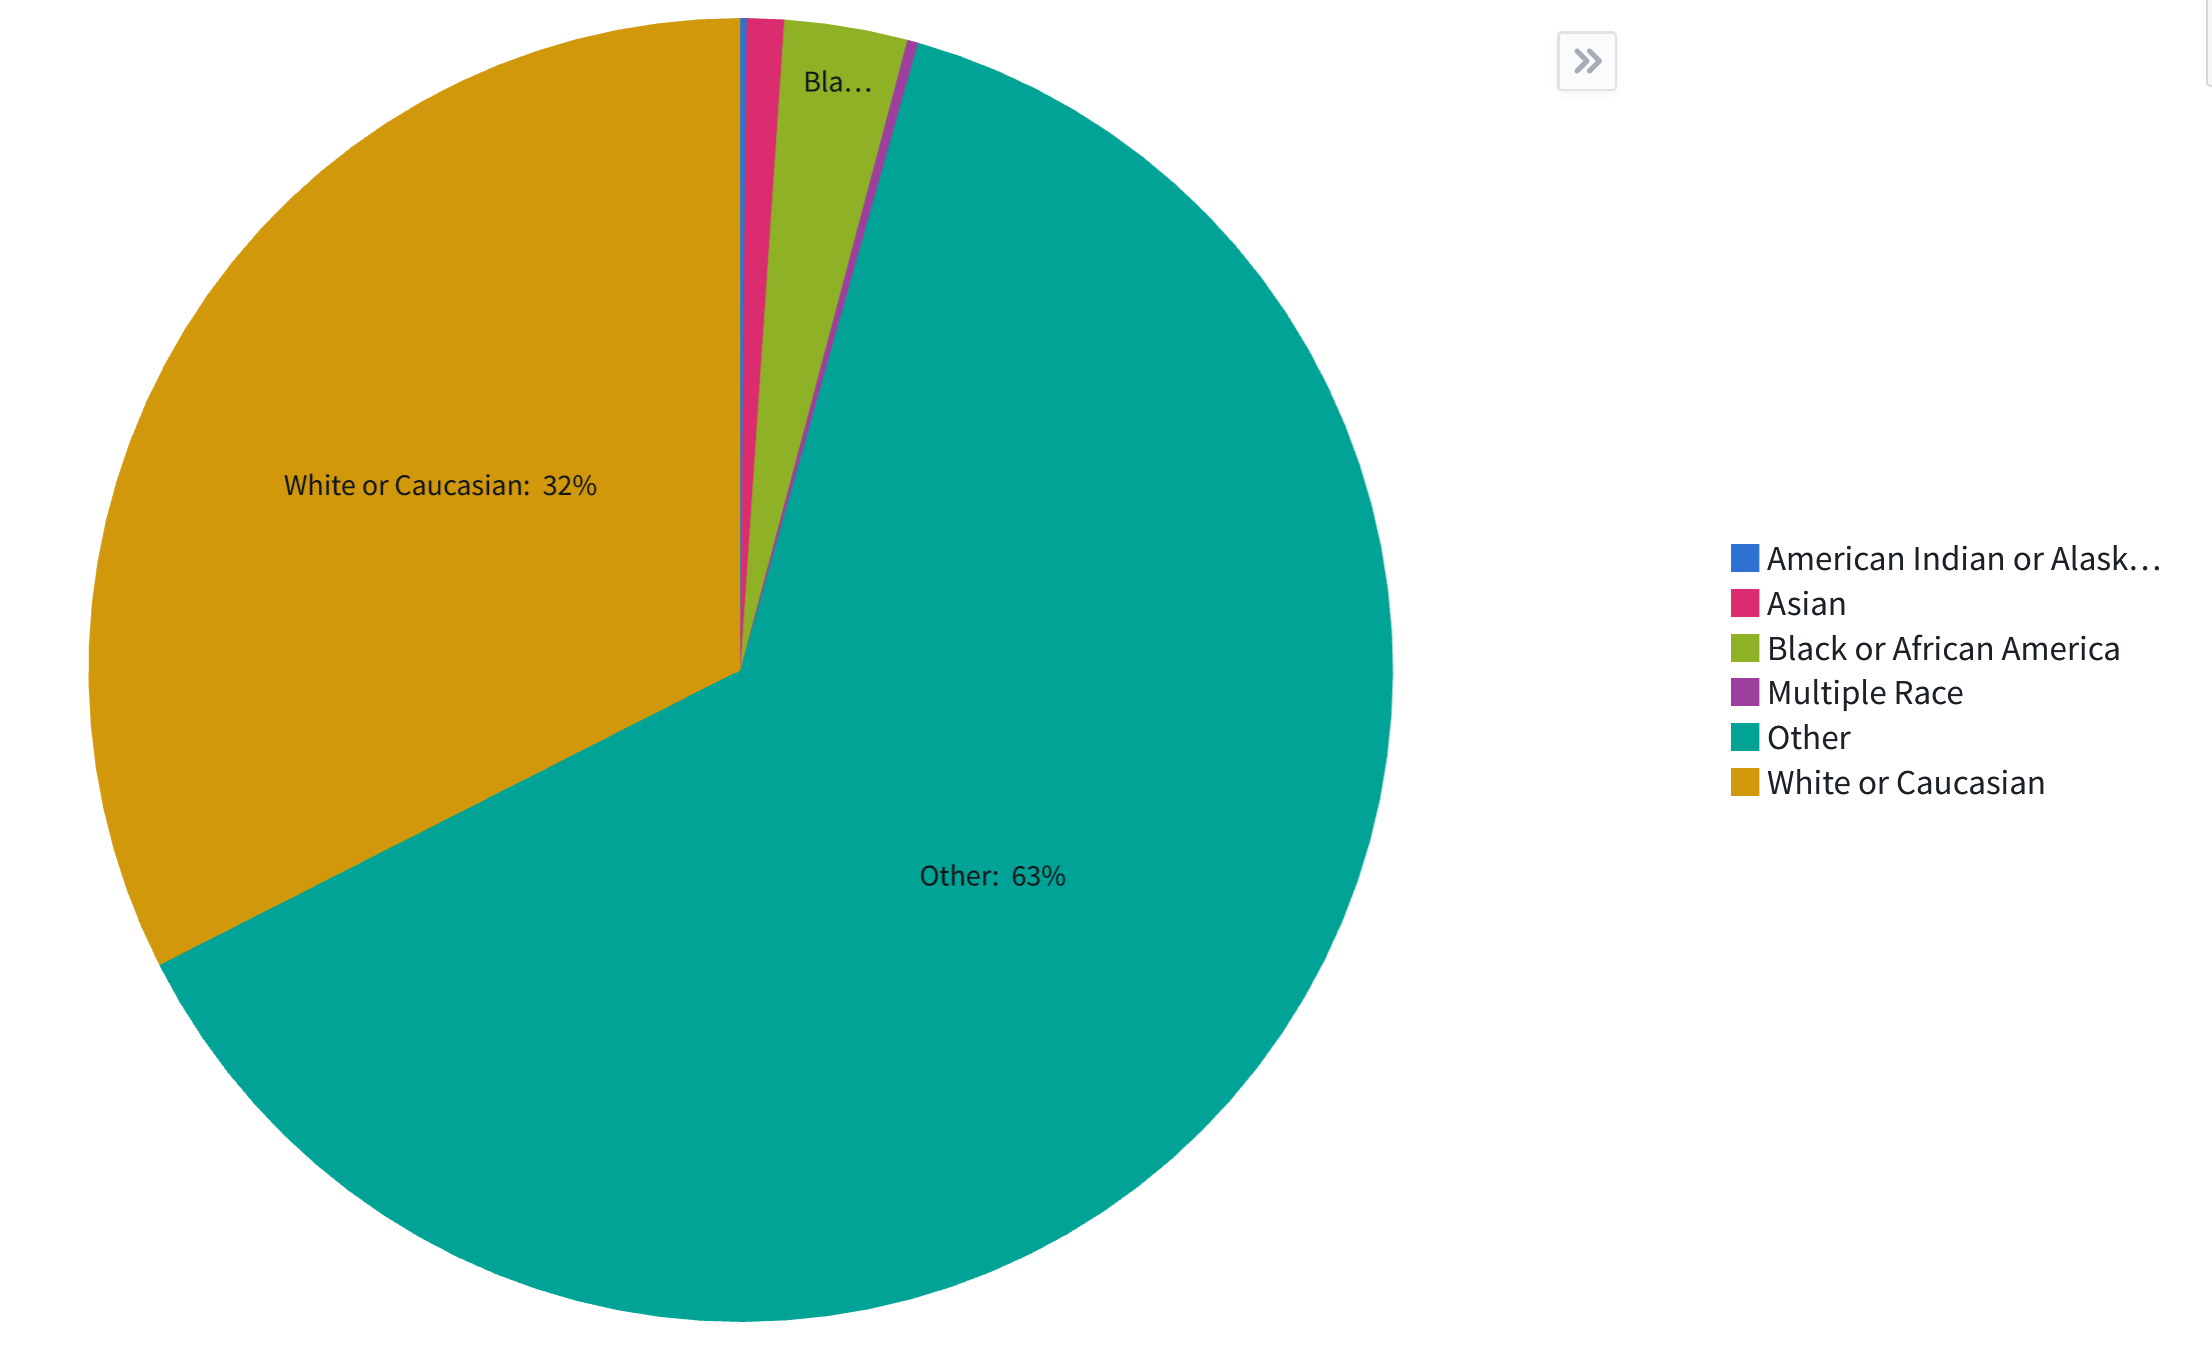 Bla…
White or Caucasian: 32%
Other: 63%
American Indian or Alask…
Asian
Black or African America
Multiple Race
Other
White or Caucasian